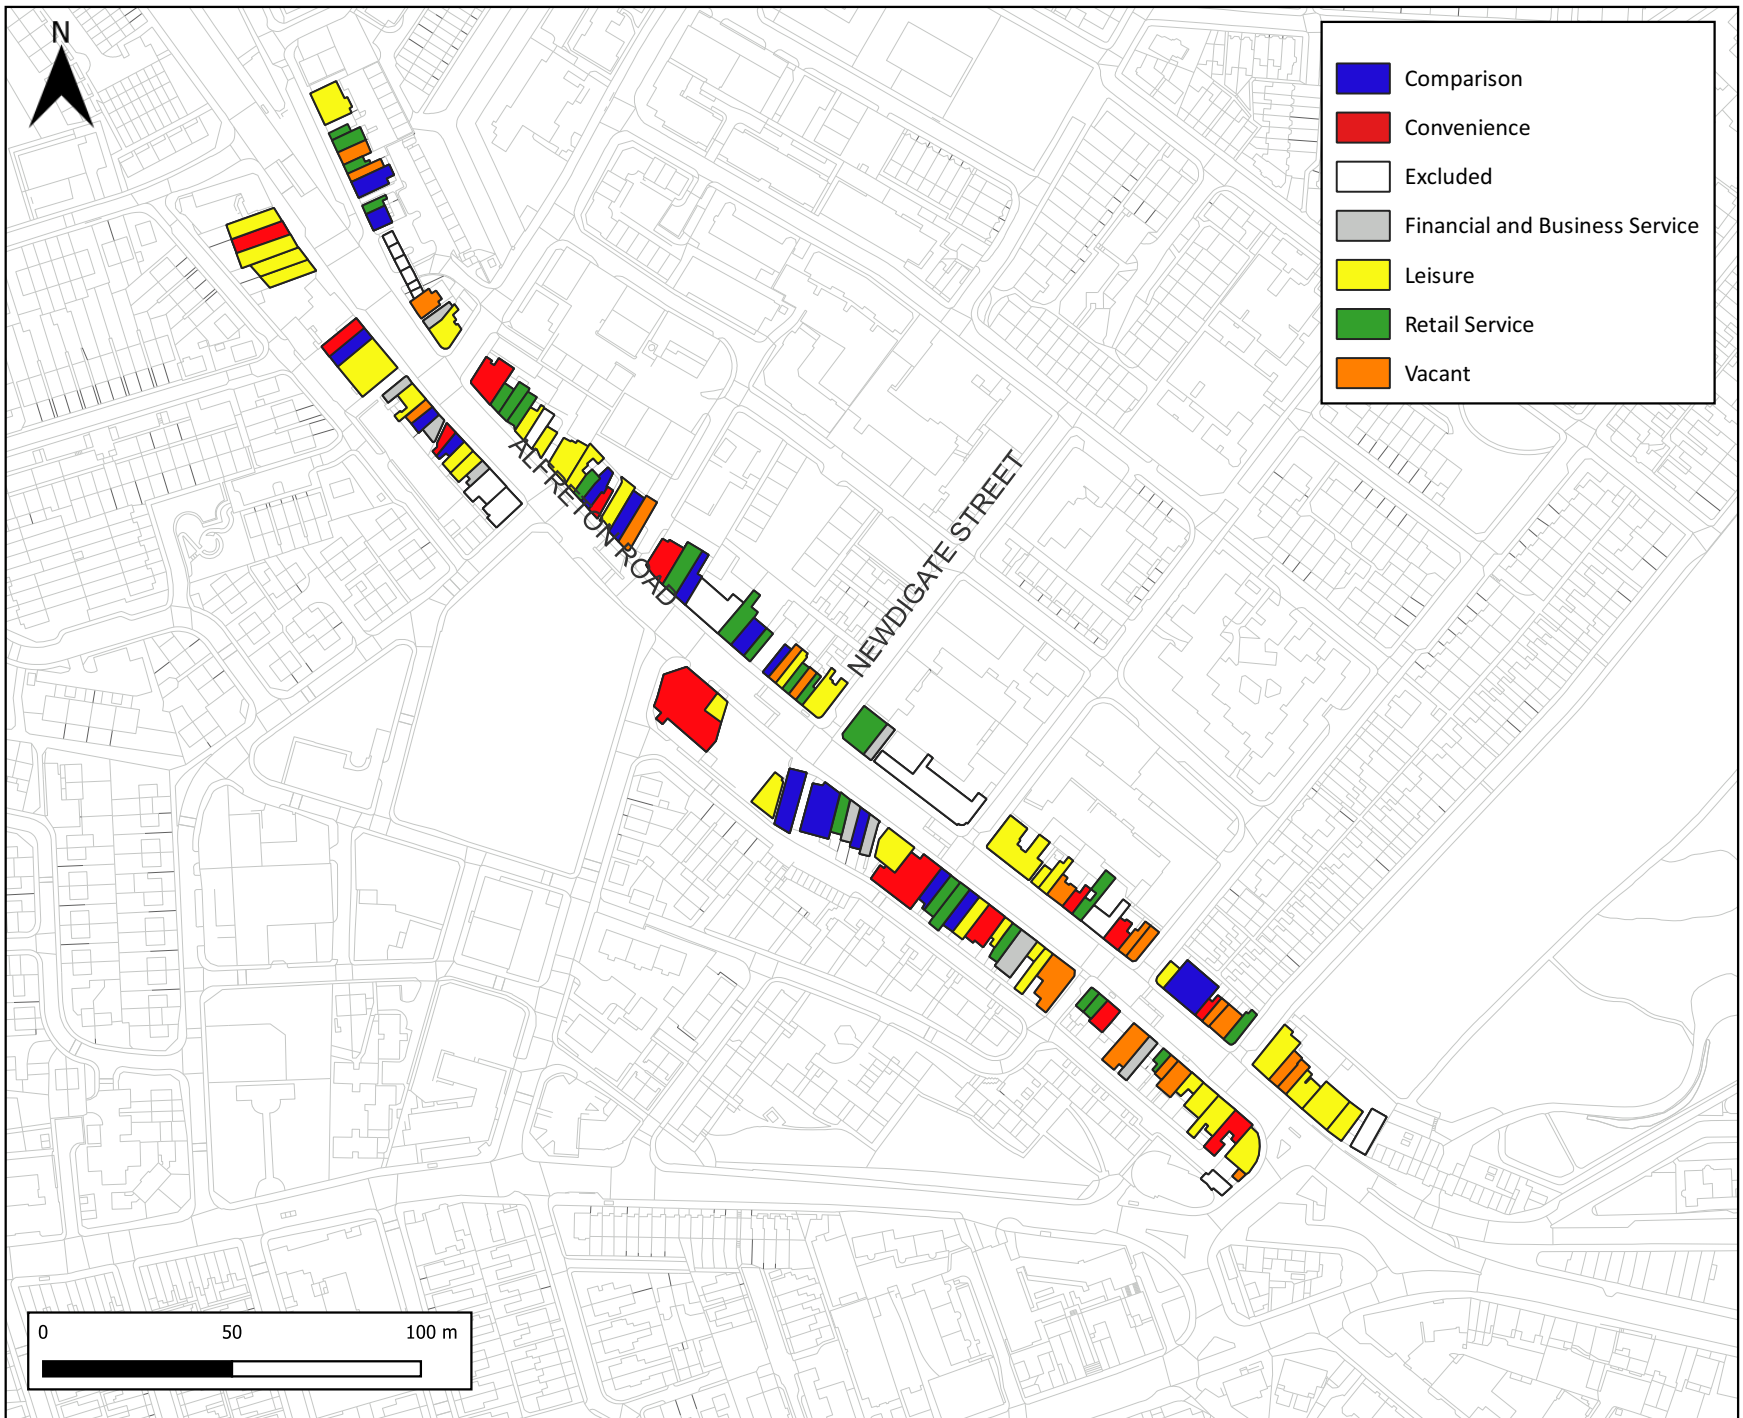 N
Comparison
Convenience
Excluded
Financial and Business Service
Leisure
Retail Service
Vacant
ALFRETON ROAD
NEWDIGATE STREET
0 50 100 m